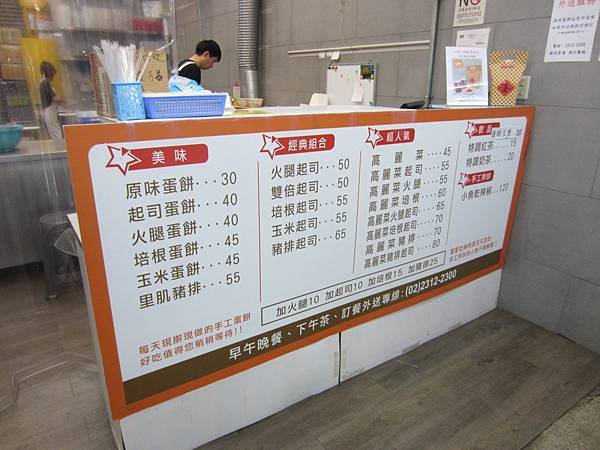 美味
原味蛋餅···30
起司蛋餅···40
火腿蛋餅···40
培根蛋餅···45
玉米蛋餅···45
里肌豬排···55
每天現擀現做的手工蛋餅
好吃值得您稍稍等待!!
經典組合
火腿起司···50
雙倍起司···50
培根起司···55
玉米起司···55
豬排起司···65
超人氣
高麗菜····45
高麗菜起司····55
高麗菜火腿····55
高麗菜培根····60
高麗菜火腿起司····65
高麗菜培根起司····70
高麗菜豬排····70
高麗菜豬排起司····80
加火腿10 加起司10 加培根15 加豬排25
飲品
30
特調紅茶····15
特調奶茶····20
手工辣椒
小魚乾辣椒···120
早午晚餐、下午茶、訂餐外送專線:(02)2312-2300
NO
外送服務